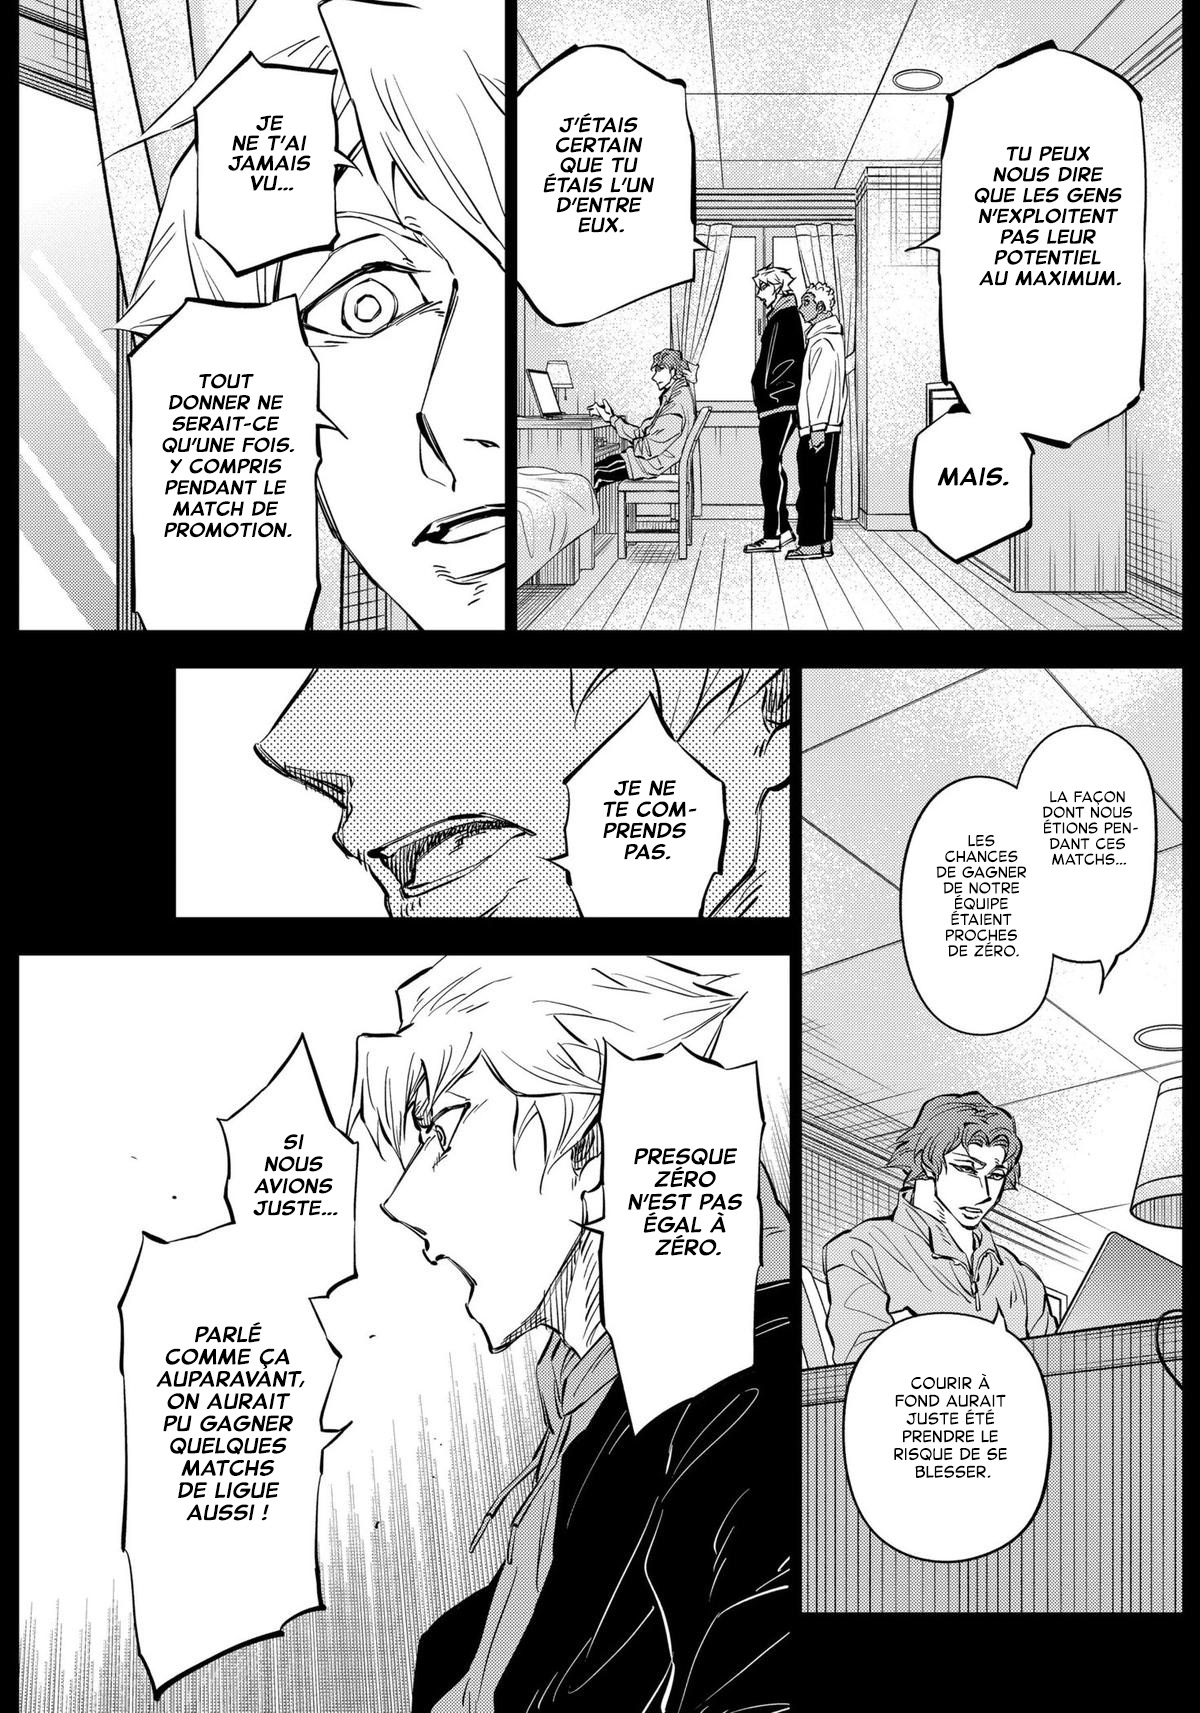 TU PEUX
NOUS DIRE
QUE LES GENS
N'EXPLOITENT
PAS LEUR
POTENTIEL
AU MAXIMUM.
MAIS.
J'ÉTAIS
CERTAIN
QUE TU
ÉTAIS L'UN
D'ENTRE
EUX.
JE
NE T'AI
JAMAIS
VU...
TOUT
DONNER NE
SERAIT-CE
QU'UNE FOIS.
Y COMPRIS
PENDANT LE
MATCH DE
PROMOTION.
LA FAÇON
DONT NOUS
ÉTIONS PEN-
DANT CES
MATCHS...
LES
CHANCES
DE GAGNER
DE NOTRE
ÉQUIPE
ÉTAIENT
PROCHES
DE ZÉRO.
COURIR À
FOND AURAIT
JUSTE ÉTÉ
PRENDRE LE
RISQUE DE SE
BLESSER.
JE NE
TE COM-
PRENDS
PAS.
PRESQUE
ZÉRO
N'EST PAS
ÉGAL À
ZÉRO.
SI
NOUS
AVIONS
JUSTE...
PARLÉ
COMME ÇA
AUPARAVANT,
ON AURAIT
PU GAGNER
QUELQUES
MATCHS
DE LIGUE
AUSSI !